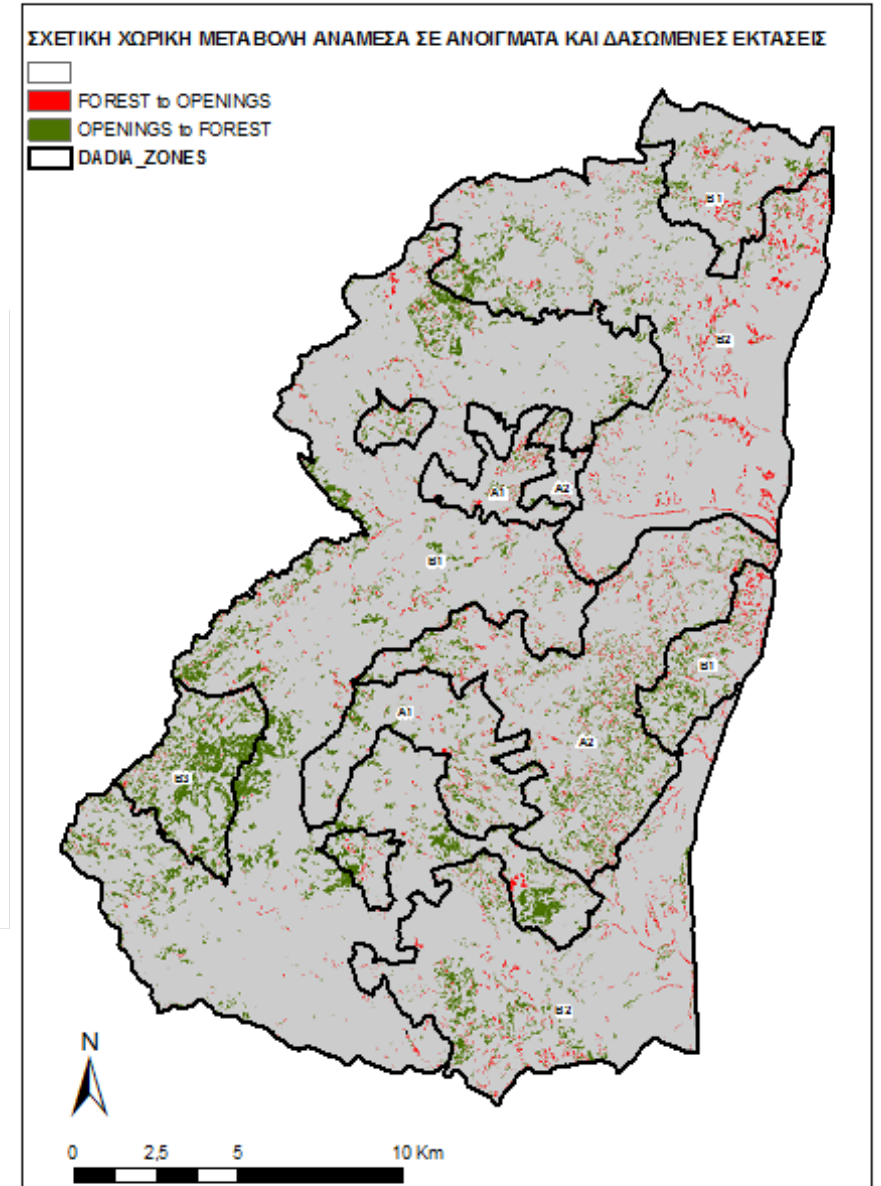 ΣΧΕΤΙΚΗ ΧΩΡΙΚΗ ΜΕΤΑΒΟΛΗ ΑΝΑΜΕΣΑ ΣΕ ΑΝΟΙΓΜΑΤΑ ΚΑΙ ΔΑΣΩΜΕΝΕΣ ΕΚΤΑΣΕΙΣ
FOREST to OPENINGS
OPENINGS to FOREST
DADIA_ZONES
B1
B2
A1
A2
B1
B1
A1
A2
B3
B2
N
0 2,5 5 10 Km